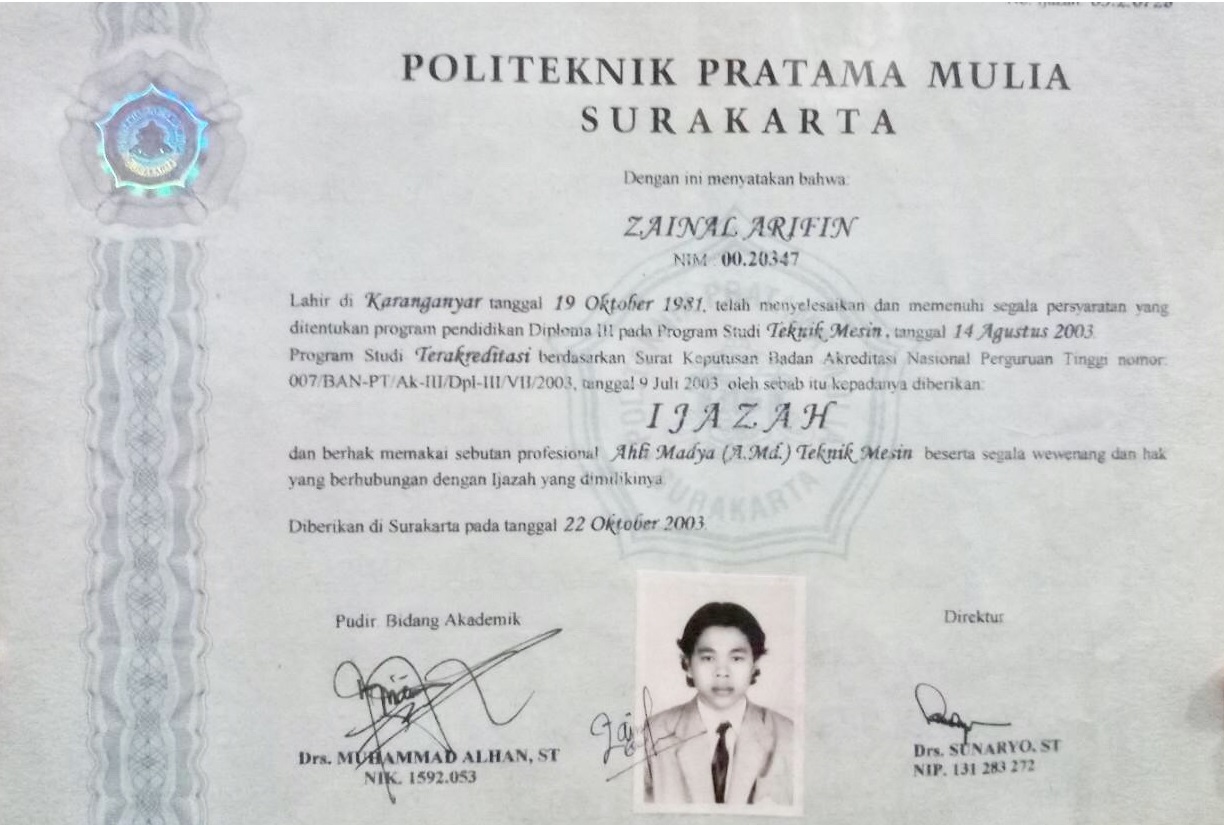 POLITEKNIK PRATAMA MULIA
SURAKARTA
Dengan ini menyatakan bahwa:
ZAINAL ARIFIN
NIM : 00.20347
Lahir di Karanganyar tanggal 19 Oktober 1981, telah menyelesaikan dan memenuhi segala persyaratan yang
ditentukan program pendidikan Diploma III pada Program Studi Teknik Mesin, tanggal 14 Agustus 2003.
Program Studi Terakreditasi berdasarkan Surat Keputusan Badan Akreditasi Nasional Perguruan Tinggi nomor:
007/BAN-PT/Ak-III/Dpl-III/VII/2003, tanggal 9 Juli 2003 oleh sebab itu kepadanya diberikan:
IJAZAH
dan berhak memakai sebutan profesional Ahli Madya (A.Md.) Teknik Mesin beserta segala wewenang dan hak
yang berhubungan dengan Ijazah yang dimilikinya.
Diberikan di Surakarta pada tanggal 22 Oktober 2003
Pudir Bidang Akademik
Drs. MUHAMMAD ALHAN, ST
NIK. 1592.053
Direktur
Drs. SUNARYO, ST
NIP. 131 283 272
SURAKARTA